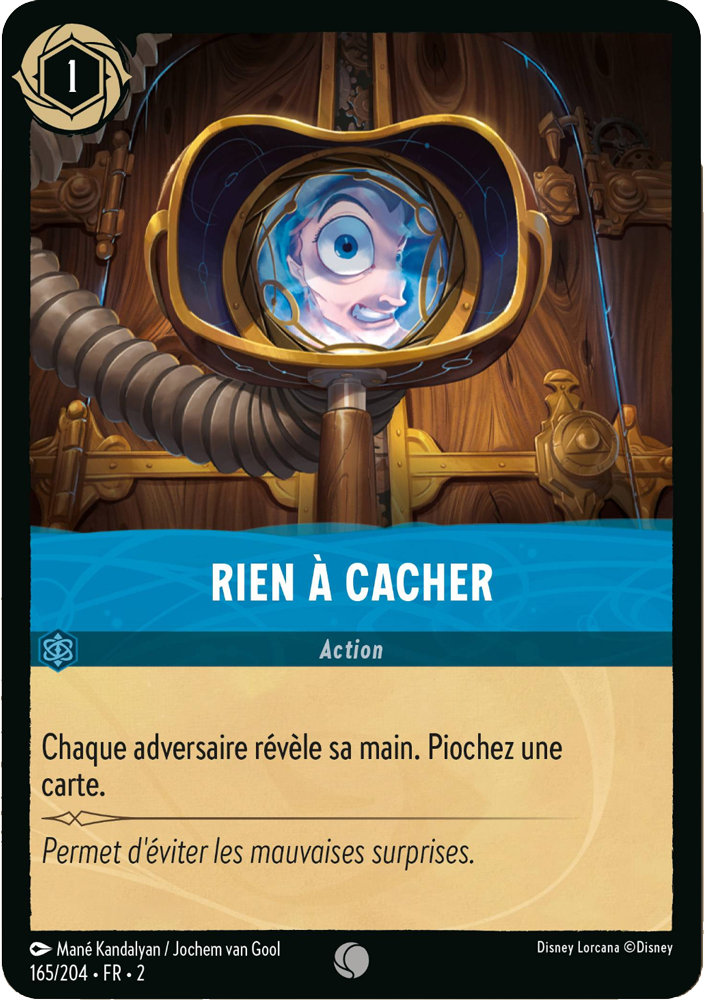 1
RIEN À CACHER
Action
Chaque adversaire révèle sa main. Piochez une
carte.
Permet d'éviter les mauvaises surprises.
Mané Kandalyan / Jochem van Gool
Disney Lorcana ©Disney
165/204 • FR • 2